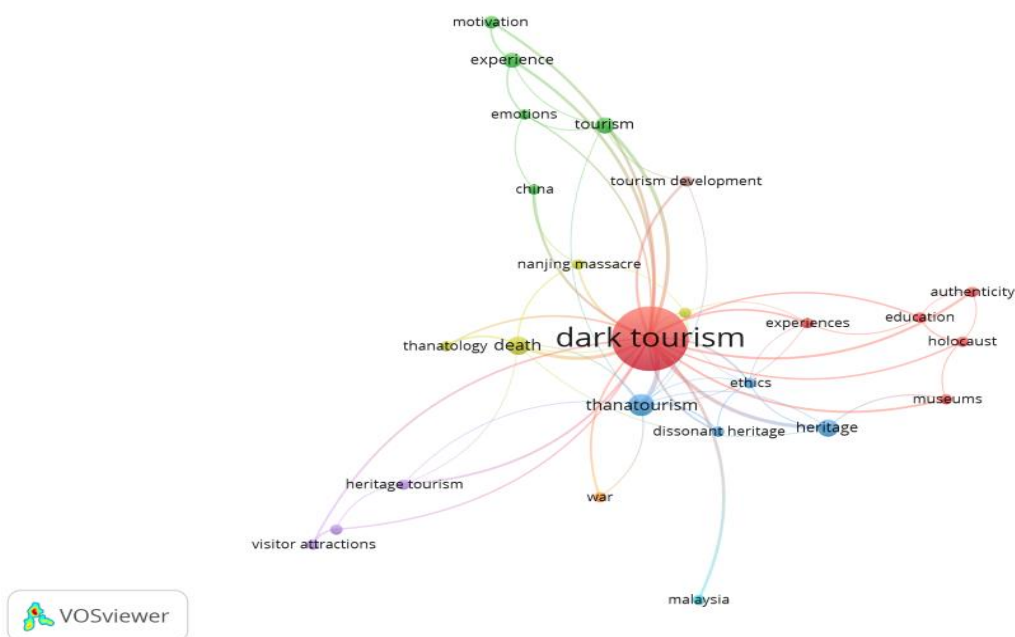 motivation
experience
emotions
tourism
china
tourism development
nanjing massacre
authenticity
education
experiences
dark tourism
holocaust
thanatology
death
ethics
museums
thanatourism
heritage
dissonant heritage
heritage tourism
war
visitor attractions
malaysia
VOSviewer